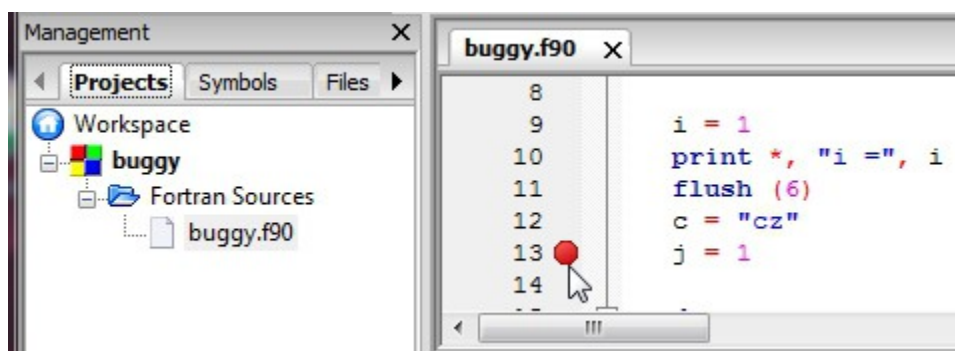 Management
Projects Symbols Files
Workspace
buggy
Fortran Sources
buggy.f90
buggy.f90
8
9 i = 1
10 print *, "i =", i
11 flush (6)
12 c = "cz"
13 j = 1
14